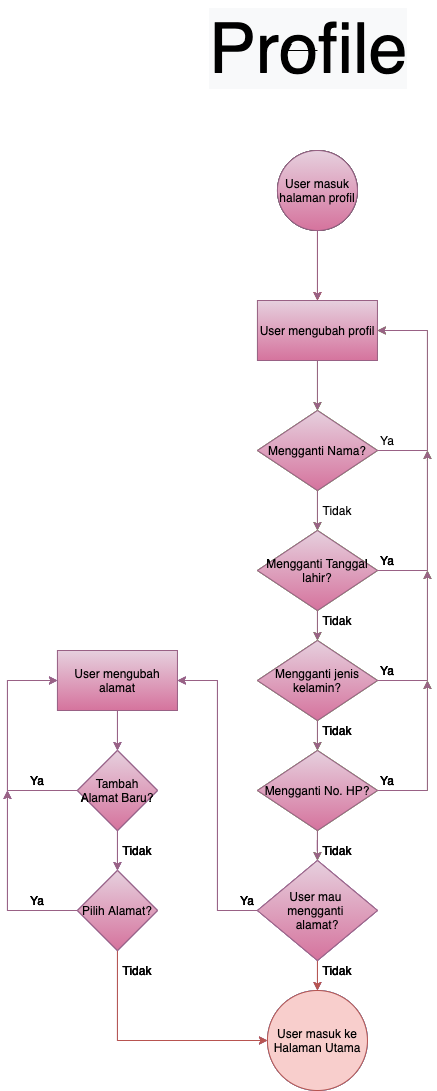 Profile
User masuk
halaman profil
User mengubah profil
Mengganti Nama?
Ya
Tidak
Mengganti Tanggal
lahir?
Ya
Tidak
Mengganti jenis
kelamin?
Ya
Tidak
Mengganti No. HP?
Ya
Tidak
User mau
mengganti
alamat?
Ya
Tidak
User mengubah
alamat
Tambah
Alamat Baru?
Ya
Tidak
Pilih Alamat?
Ya
Tidak
User masuk ke
Halaman Utama